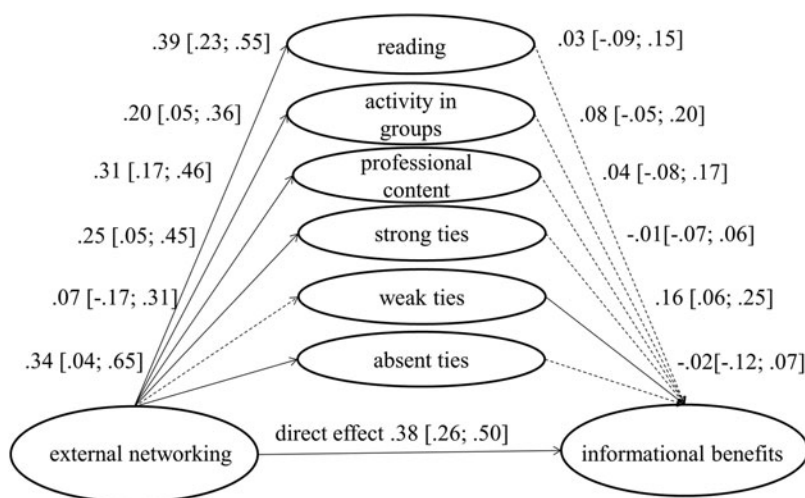 .39 [.23; .55] reading .03 [-.09; .15]
.20 [.05; .36] activity in groups .08 [-.05; .20]
.31 [.17; .46] professional content .04 [-.08; .17]
.25 [.05; .45] strong ties -.01[-.07; .06]
.07 [-.17; .31] weak ties .16 [.06; .25]
.34 [.04; .65] absent ties -.02[-.12; .07]
direct effect .38 [.26; .50]
external networking informational benefits